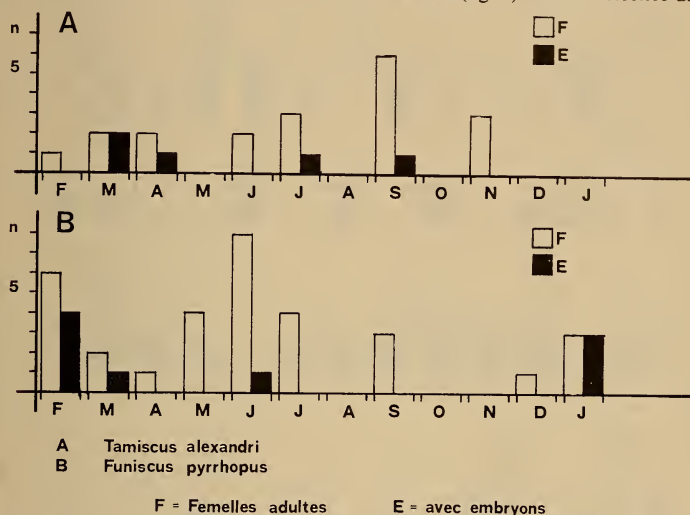 A
n
F
E
5
F M A M J J A S O N D J
B
n
F
E
5
F M A M J J A S O N D J
A Tamiscus alexandri
B Funiscus pyrrhopus
F = Femelles adultes E = avec embryons